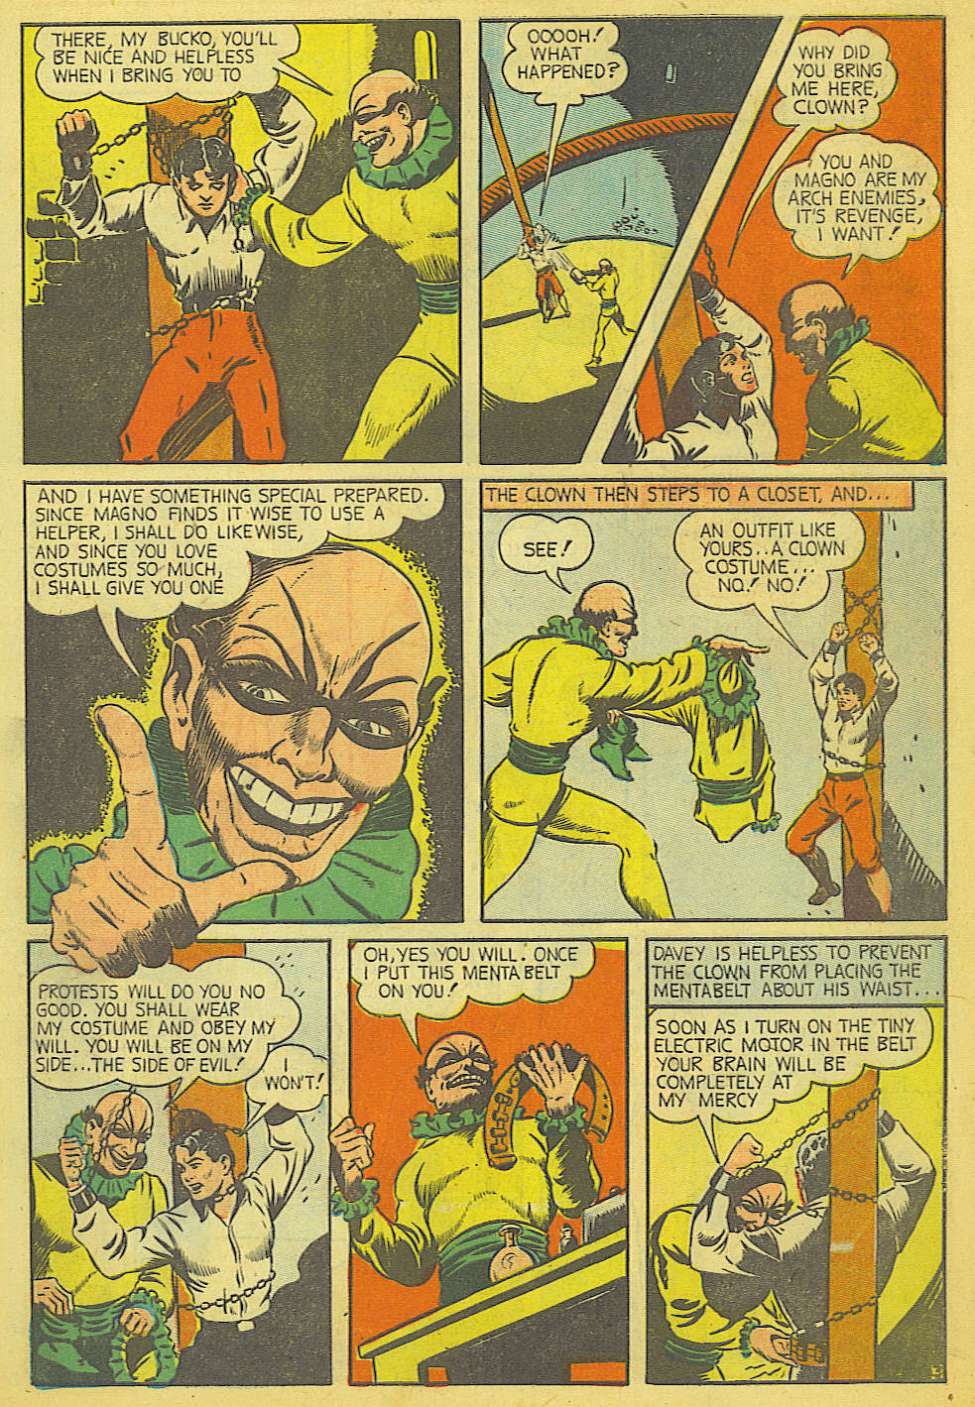 THERE, MY BUCKO, YOU'LL
BE NICE AND HELPLESS
WHEN I BRING YOU TO
OOOOH!
WHAT
HAPPENED?
WHY DID
YOU BRING
ME HERE,
CLOWN?
YOU AND
MAGNO ARE MY
ARCH ENEMIES,
IT'S REVENGE,
I WANT!
AND I HAVE SOMETHING SPECIAL PREPARED.
SINCE MAGNO FINDS IT WISE TO USE A
HELPER, I SHALL DO LIKEWISE,
AND SINCE YOU LOVE
COSTUMES SO MUCH,
I SHALL GIVE YOU ONE
THE CLOWN THEN STEPS TO A CLOSET, AND...
SEE!
AN OUTFIT LIKE
YOURS.. A CLOWN
COSTUME...
NO! NO!
PROTESTS WILL DO YOU NO
GOOD. YOU SHALL WEAR
MY COSTUME AND OBEY MY
WILL. YOU WILL BE ON MY
SIDE...THE SIDE OF EVIL!
I
WON'T!
OH, YES YOU WILL. ONCE
I PUT THIS MENTA BELT
ON YOU!
DAVEY IS HELPLESS TO PREVENT
THE CLOWN FROM PLACING THE
MENTABELT ABOUT HIS WAIST...
SOON AS I TURN ON THE TINY
ELECTRIC MOTOR IN THE BELT
YOUR BRAIN WILL BE
COMPLETELY AT
MY MERCY